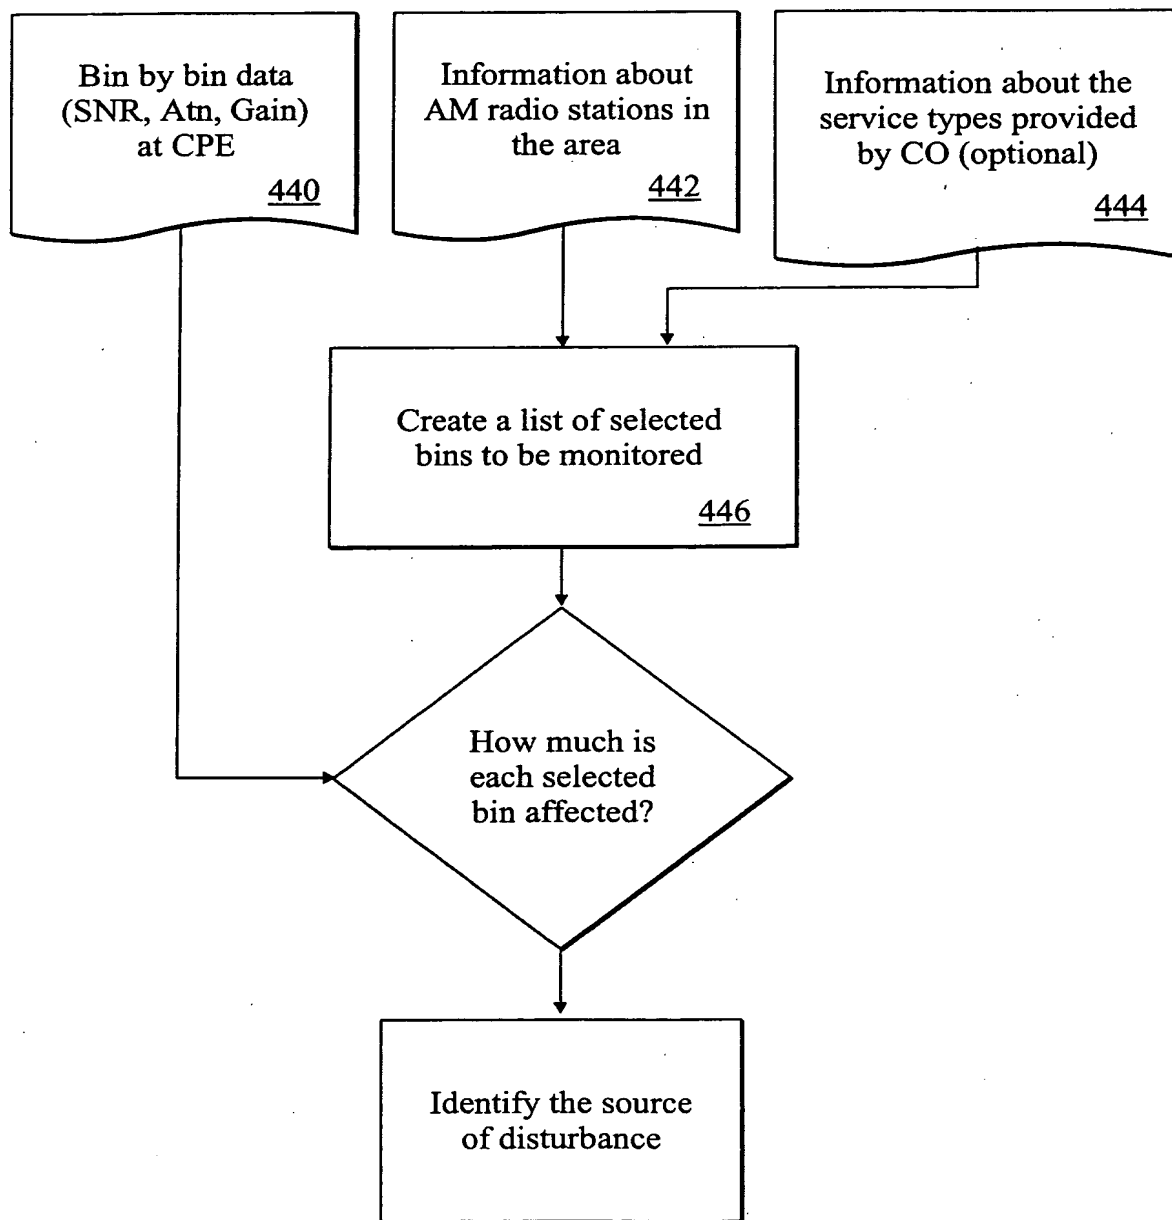 Bin by bin data
(SNR, Atn, Gain)
at CPE
440
Information about
AM radio stations in
the area
442
Information about the
service types provided
by CO (optional)
444
Create a list of selected
bins to be monitored
446
How much is
each selected
bin affected?
Identify the source
of disturbance